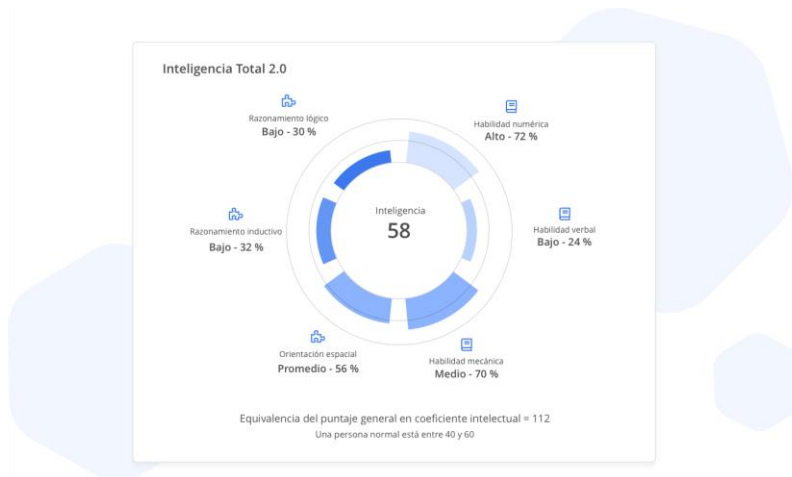 Inteligencia Total 2.0
Razonamiento lógico
Bajo - 30 %
Habilidad numérica
Alto - 72 %
Inteligencia
58
Razonamiento inductivo
Bajo - 32 %
Habilidad verbal
Bajo - 24 %
Orientación espacial
Promedio - 56 %
Habilidad mecánica
Medio - 70 %
Equivalencia del puntaje general en coeficiente intelectual = 112
Una persona normal está entre 40 y 60